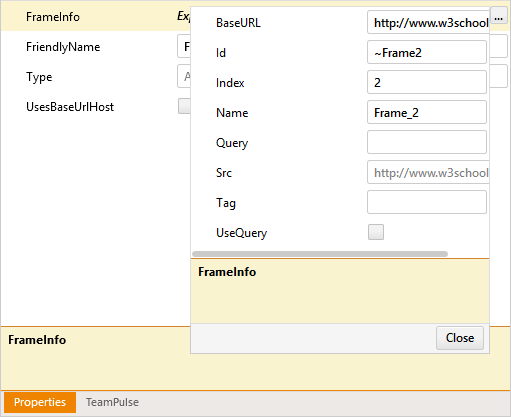 FrameInfo
Exp
...
FriendlyName
F
Type
A
UsesBaseUrlHost
BaseURL
http://www.w3school
Id
~Frame2
Index
2
Name
Frame_2
Query
Src
http://www.w3school
Tag
UseQuery
FrameInfo
Close
FrameInfo
Properties
TeamPulse